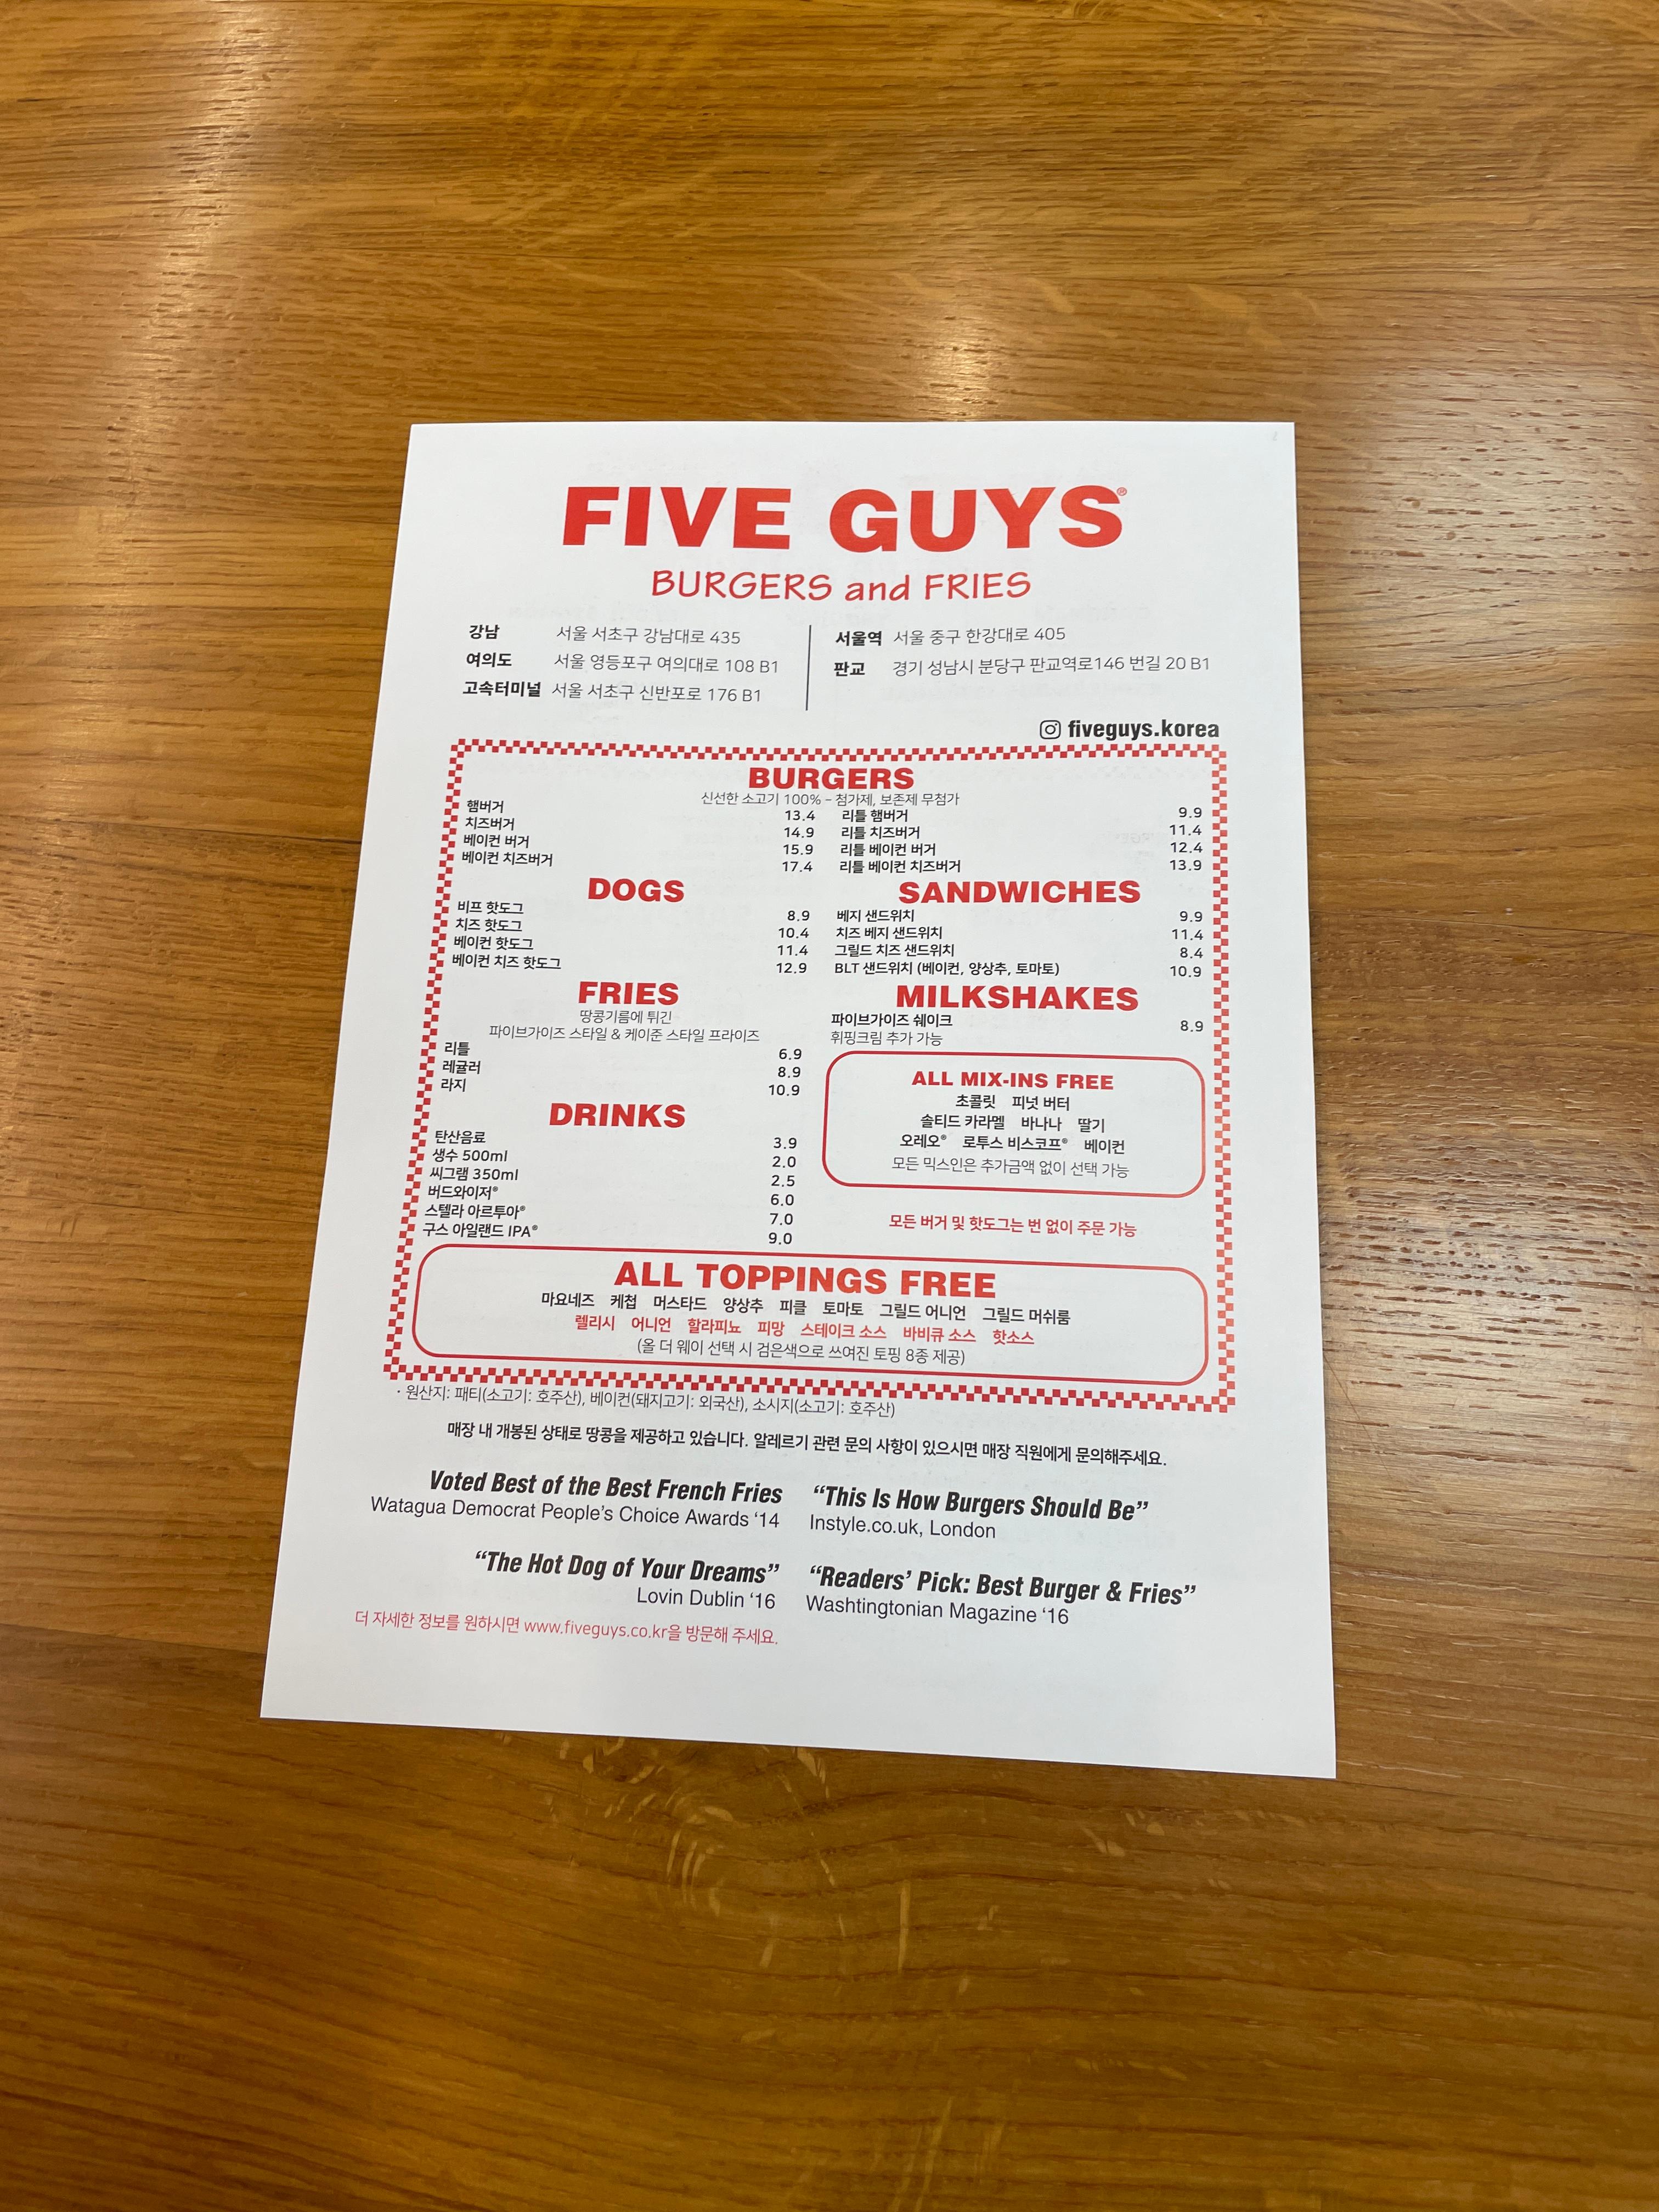 FIVE GUYS®
BURGERS and FRIES
강남 서울 서초구 강남대로 435
여의도 서울 영등포구 여의대로 108 B1
고속터미널 서울 서초구 신반포로 176 B1
서울역 서울 중구 한강대로 405
판교 경기 성남시 분당구 판교역로146 번길 20 B1
fiveguys.korea
BURGERS
신선한 소고기 100% – 첨가제, 보존제 무첨가
햄버거 13.4
치즈버거 14.9
베이컨 버거 15.9
베이컨 치즈버거 17.4
리틀 햄버거 9.9
리틀 치즈버거 11.4
리틀 베이컨 버거 12.4
리틀 베이컨 치즈버거 13.9
DOGS
비프 핫도그 8.9
치즈 핫도그 10.4
베이컨 핫도그 11.4
베이컨 치즈 핫도그 12.9
SANDWICHES
베지 샌드위치 9.9
치즈 베지 샌드위치 11.4
그릴드 치즈 샌드위치 8.4
BLT 샌드위치 (베이컨, 양상추, 토마토) 10.9
FRIES
땅콩기름에 튀긴
파이브가이즈 스타일 & 케이준 스타일 프라이즈
리틀 6.9
레귤러 8.9
라지 10.9
MILKSHAKES
파이브가이즈 쉐이크 8.9
휘핑크림 추가 가능
ALL MIX-INS FREE
초콜릿 피넛 버터
솔티드 카라멜 바나나 딸기
오레오® 로투스 비스코프® 베이컨
모든 믹스인은 추가금액 없이 선택 가능
DRINKS
탄산음료 3.9
생수 500ml 2.0
씨그램 350ml 2.5
버드와이저® 6.0
스텔라 아르투아® 7.0
구스 아일랜드 IPA® 9.0
모든 버거 및 핫도그는 번 없이 주문 가능
ALL TOPPINGS FREE
마요네즈 케첩 머스타드 양상추 피클 토마토 그릴드 어니언 그릴드 머쉬룸
렐리시 어니언 할라피뇨 피망 스테이크 소스 바비큐 소스 핫소스
(올 더 웨이 선택 시 검은색으로 쓰여진 토핑 8종 제공)
· 원산지: 패티(소고기: 호주산), 베이컨(돼지고기: 외국산), 소시지(소고기: 호주산)
매장 내 개봉된 상태로 땅콩을 제공하고 있습니다. 알레르기 관련 문의 사항이 있으시면 매장 직원에게 문의해주세요.
Voted Best of the Best French Fries
Watagua Democrat People's Choice Awards '14
“This Is How Burgers Should Be”
Instyle.co.uk, London
“The Hot Dog of Your Dreams”
Lovin Dublin '16
“Readers' Pick: Best Burger & Fries”
Washtingtonian Magazine '16
더 자세한 정보를 원하시면 www.fiveguys.co.kr을 방문해 주세요.